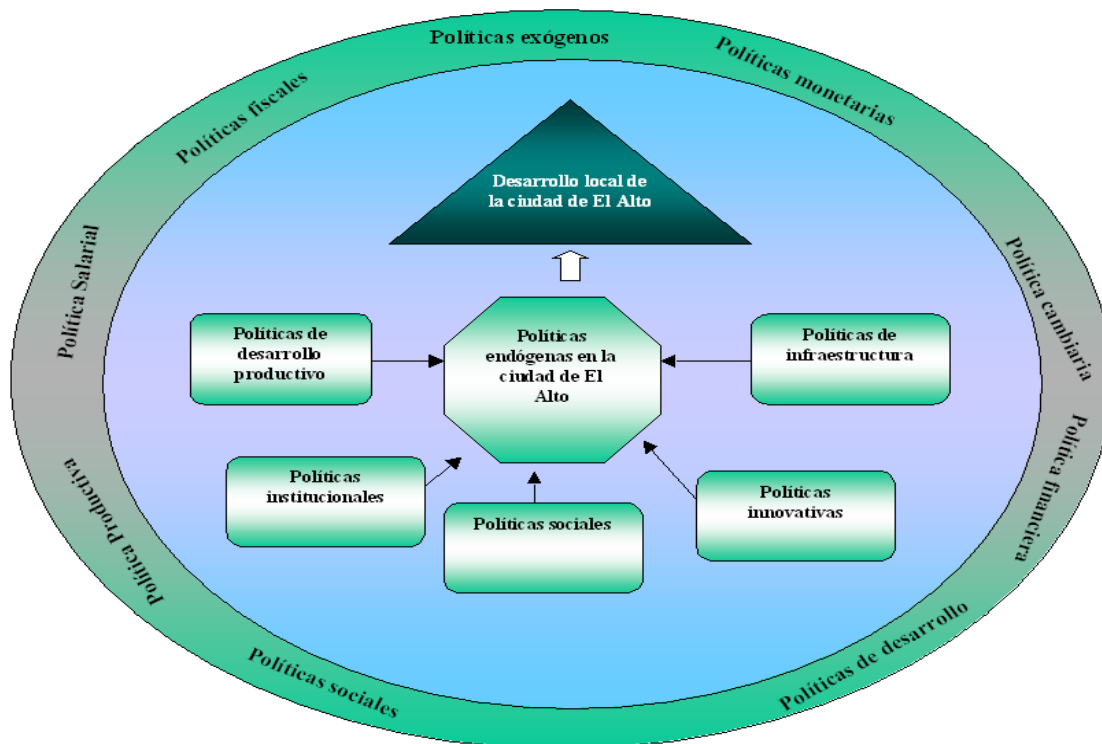 Políticas exógenos
Políticas monetarias
Políticas fiscales
Desarrollo local de
la ciudad de El Alto
Política Salarial
Política cambiaria
Políticas de
desarrollo
productivo
Políticas
endógenas en la
ciudad de El
Alto
Políticas de
infraestructura
Políticas
institucionales
Políticas sociales
Políticas
innovativas
Política Productiva
Política financiera
Políticas sociales
Políticas de desarrollo